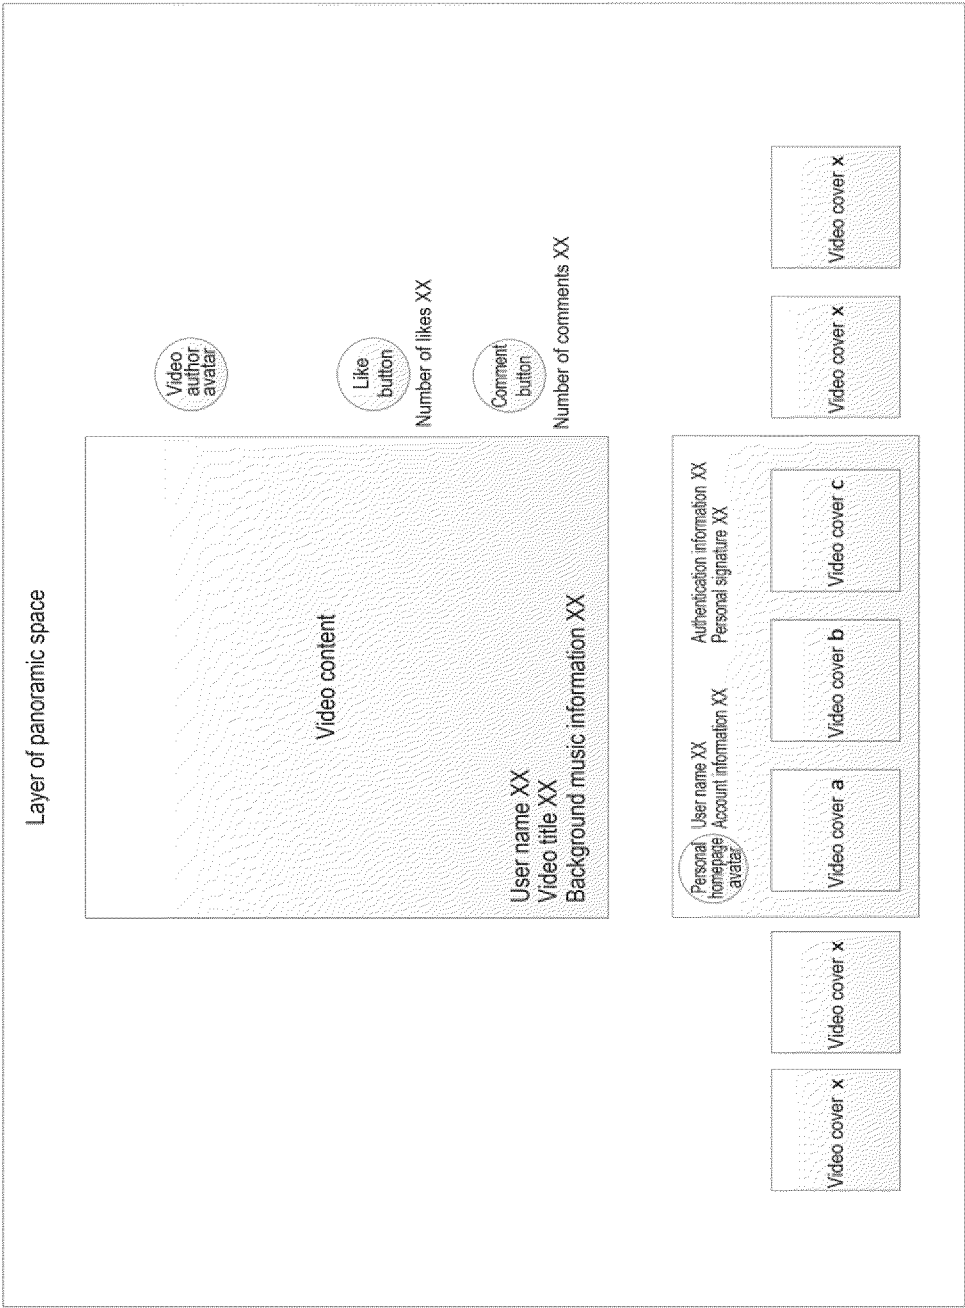 Layer of panoramic space
Video
author
avatar
Like
button
Number of likes XX
Comment
button
Number of comments XX
Video content
User name XX
Video title XX
Background music information XX
Personal
homepage
avatar
User name XX
Account information XX
Authentication information XX
Personal signature XX
Video cover x
Video cover x
Video cover a
Video cover b
Video cover c
Video cover x
Video cover x